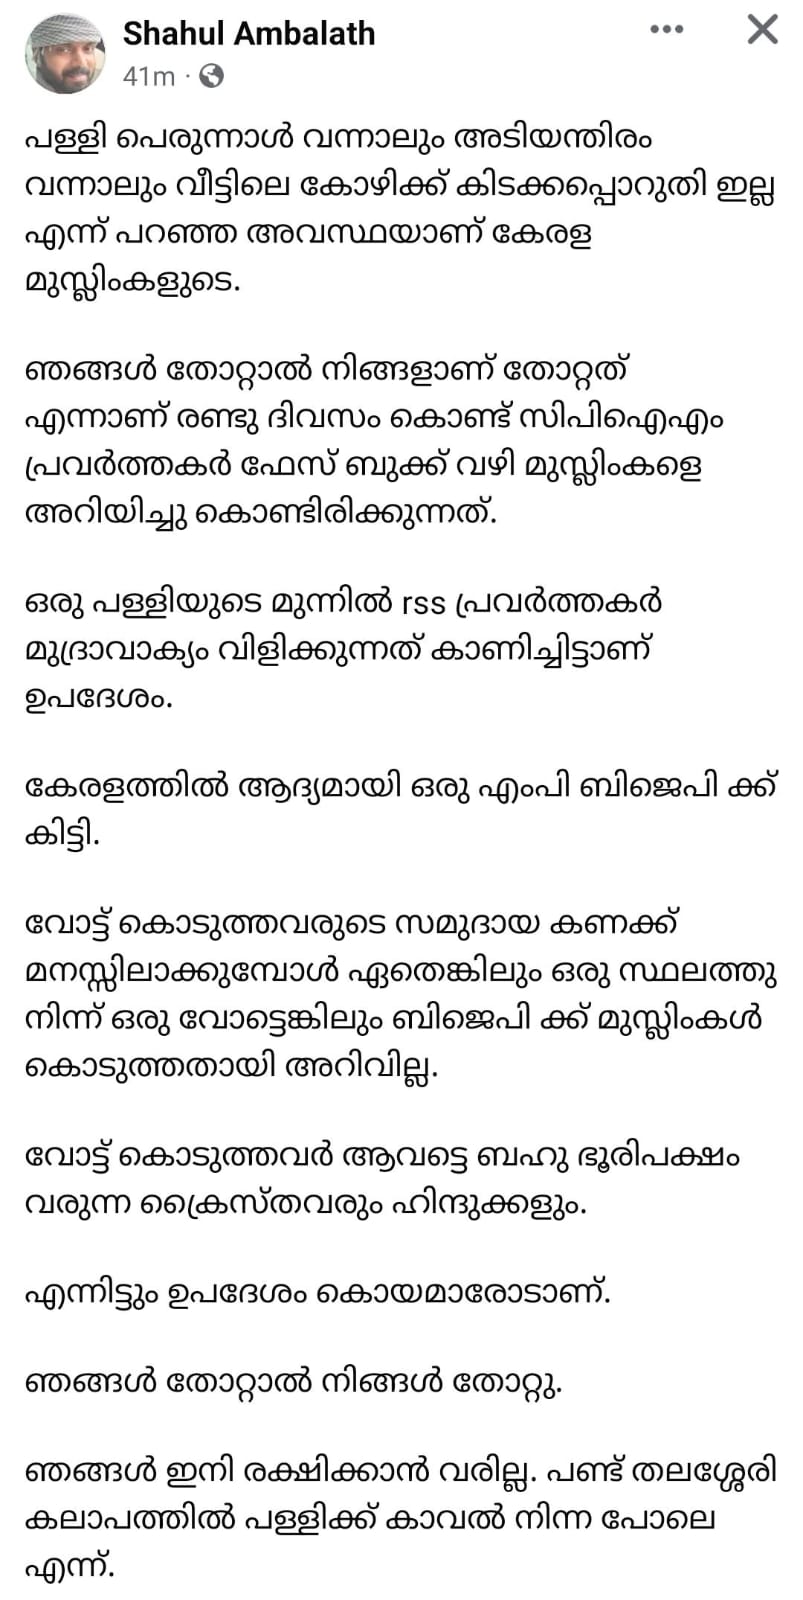 Shahul Ambalath
41m ·
പള്ളി പെരുന്നാൾ വന്നാലും അടിയന്തിരം
വന്നാലും വീട്ടിലെ കോഴിക്ക് കിടക്കപ്പൊറുതി ഇല്ല
എന്ന് പറഞ്ഞ അവസ്ഥയാണ് കേരള
മുസ്ലിംകളുടെ.
ഞങ്ങൾ തോറ്റാൽ നിങ്ങളാണ് തോറ്റത്
എന്നാണ് രണ്ടു ദിവസം കൊണ്ട് സിപിഐഎം
പ്രവർത്തകർ ഫേസ് ബുക്ക് വഴി മുസ്ലിംകളെ
അറിയിച്ചു കൊണ്ടിരിക്കുന്നത്.
ഒരു പള്ളിയുടെ മുന്നിൽ rss പ്രവർത്തകർ
മുദ്രാവാക്യം വിളിക്കുന്നത് കാണിച്ചിട്ടാണ്
ഉപദേശം.
കേരളത്തിൽ ആദ്യമായി ഒരു എംപി ബിജെപി ക്ക്
കിട്ടി.
വോട്ട് കൊടുത്തവരുടെ സമുദായ കണക്ക്
മനസ്സിലാക്കുമ്പോൾ ഏതെങ്കിലും ഒരു സ്ഥലത്തു
നിന്ന് ഒരു വോട്ടെങ്കിലും ബിജെപി ക്ക് മുസ്ലിംകൾ
കൊടുത്തതായി അറിവില്ല.
വോട്ട് കൊടുത്തവർ ആവട്ടെ ബഹു ഭൂരിപക്ഷം
വരുന്ന ക്രൈസ്തവരും ഹിന്ദുക്കളും.
എന്നിട്ടും ഉപദേശം കൊയമാരോടാണ്.
ഞങ്ങൾ തോറ്റാൽ നിങ്ങൾ തോറ്റു.
ഞങ്ങൾ ഇനി രക്ഷിക്കാൻ വരില്ല. പണ്ട് തലശ്ശേരി
കലാപത്തിൽ പള്ളിക്ക് കാവൽ നിന്ന പോലെ
എന്ന്.